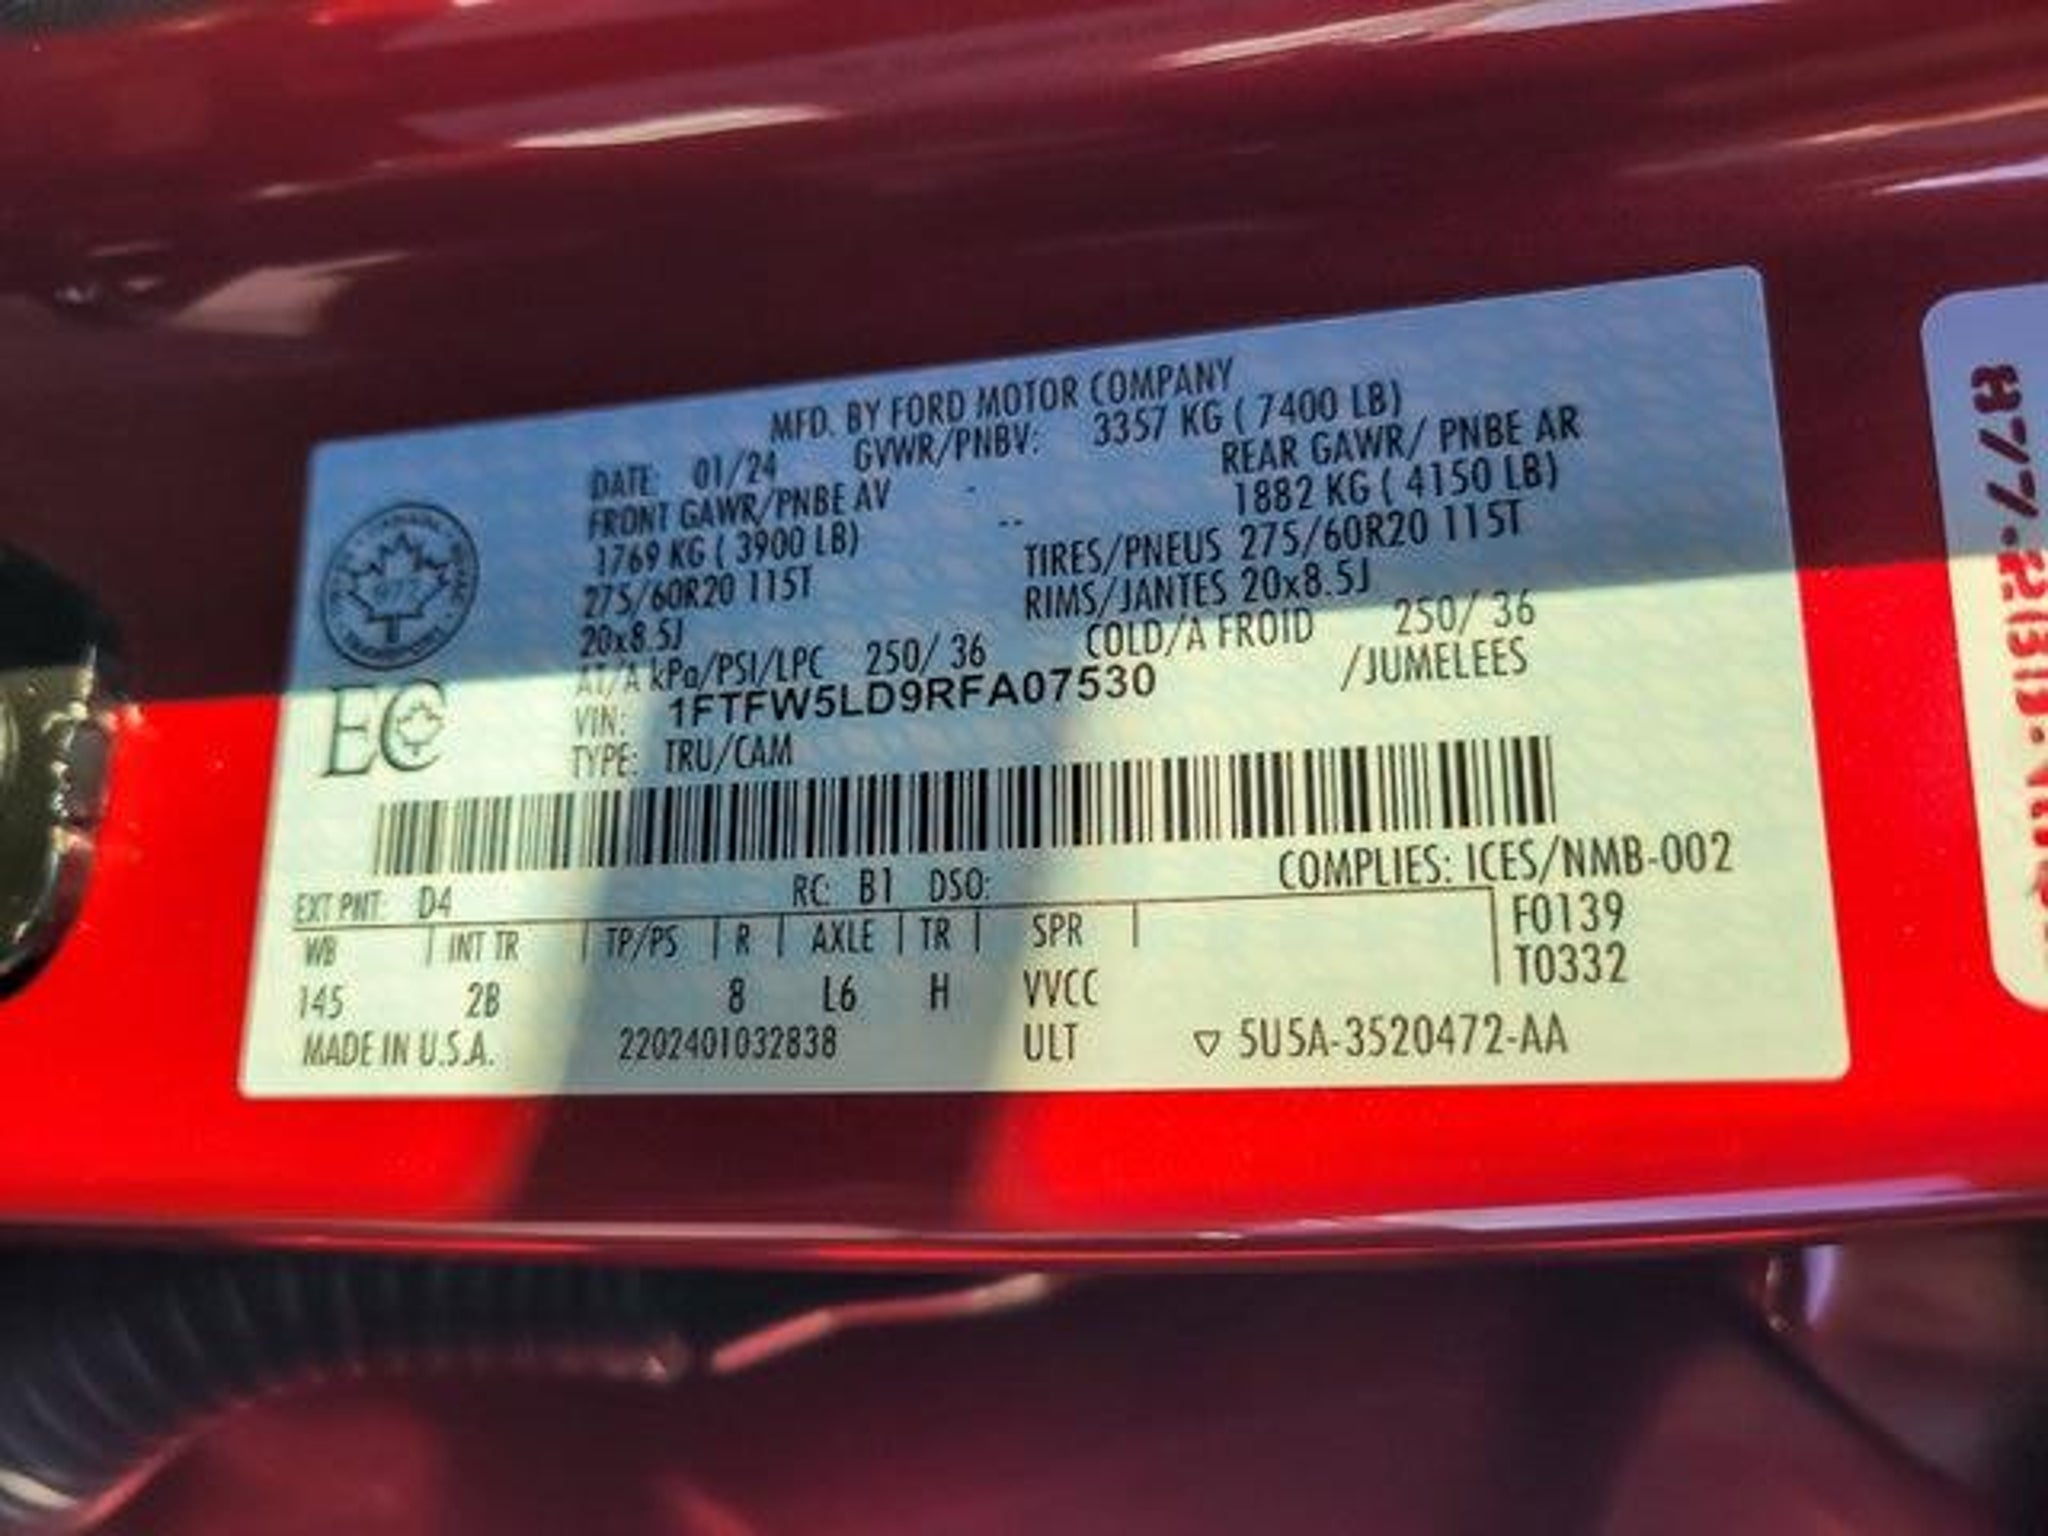 MFD. BY FORD MOTOR COMPANY
DATE: 01/24 GVWR/PNBV: 3357 KG ( 7400 LB)
FRONT GAWR/PNBE AV REAR GAWR/ PNBE AR
1769 KG ( 3900 LB) 1882 KG ( 4150 LB)
275/60R20 115T TIRES/PNEUS 275/60R20 115T
20x8.5J RIMS/JANTES 20x8.5J
AT/A kPa/PSI/LPC 250/ 36 COLD/A FROID 250/ 36
VIN: 1FTFW5LD9RFA07530 /JUMELEES
TYPE: TRU/CAM
EC
COMPLIES: ICES/NMB-002
EXT PNT: D4 RC: B1 DSO:
F0139
WB INT TR TP/PS R AXLE TR SPR
T0332
145 2B 8 L6 H VVCC
MADE IN U.S.A. 2202401032838 ULT ▽ 5U5A-3520472-AA